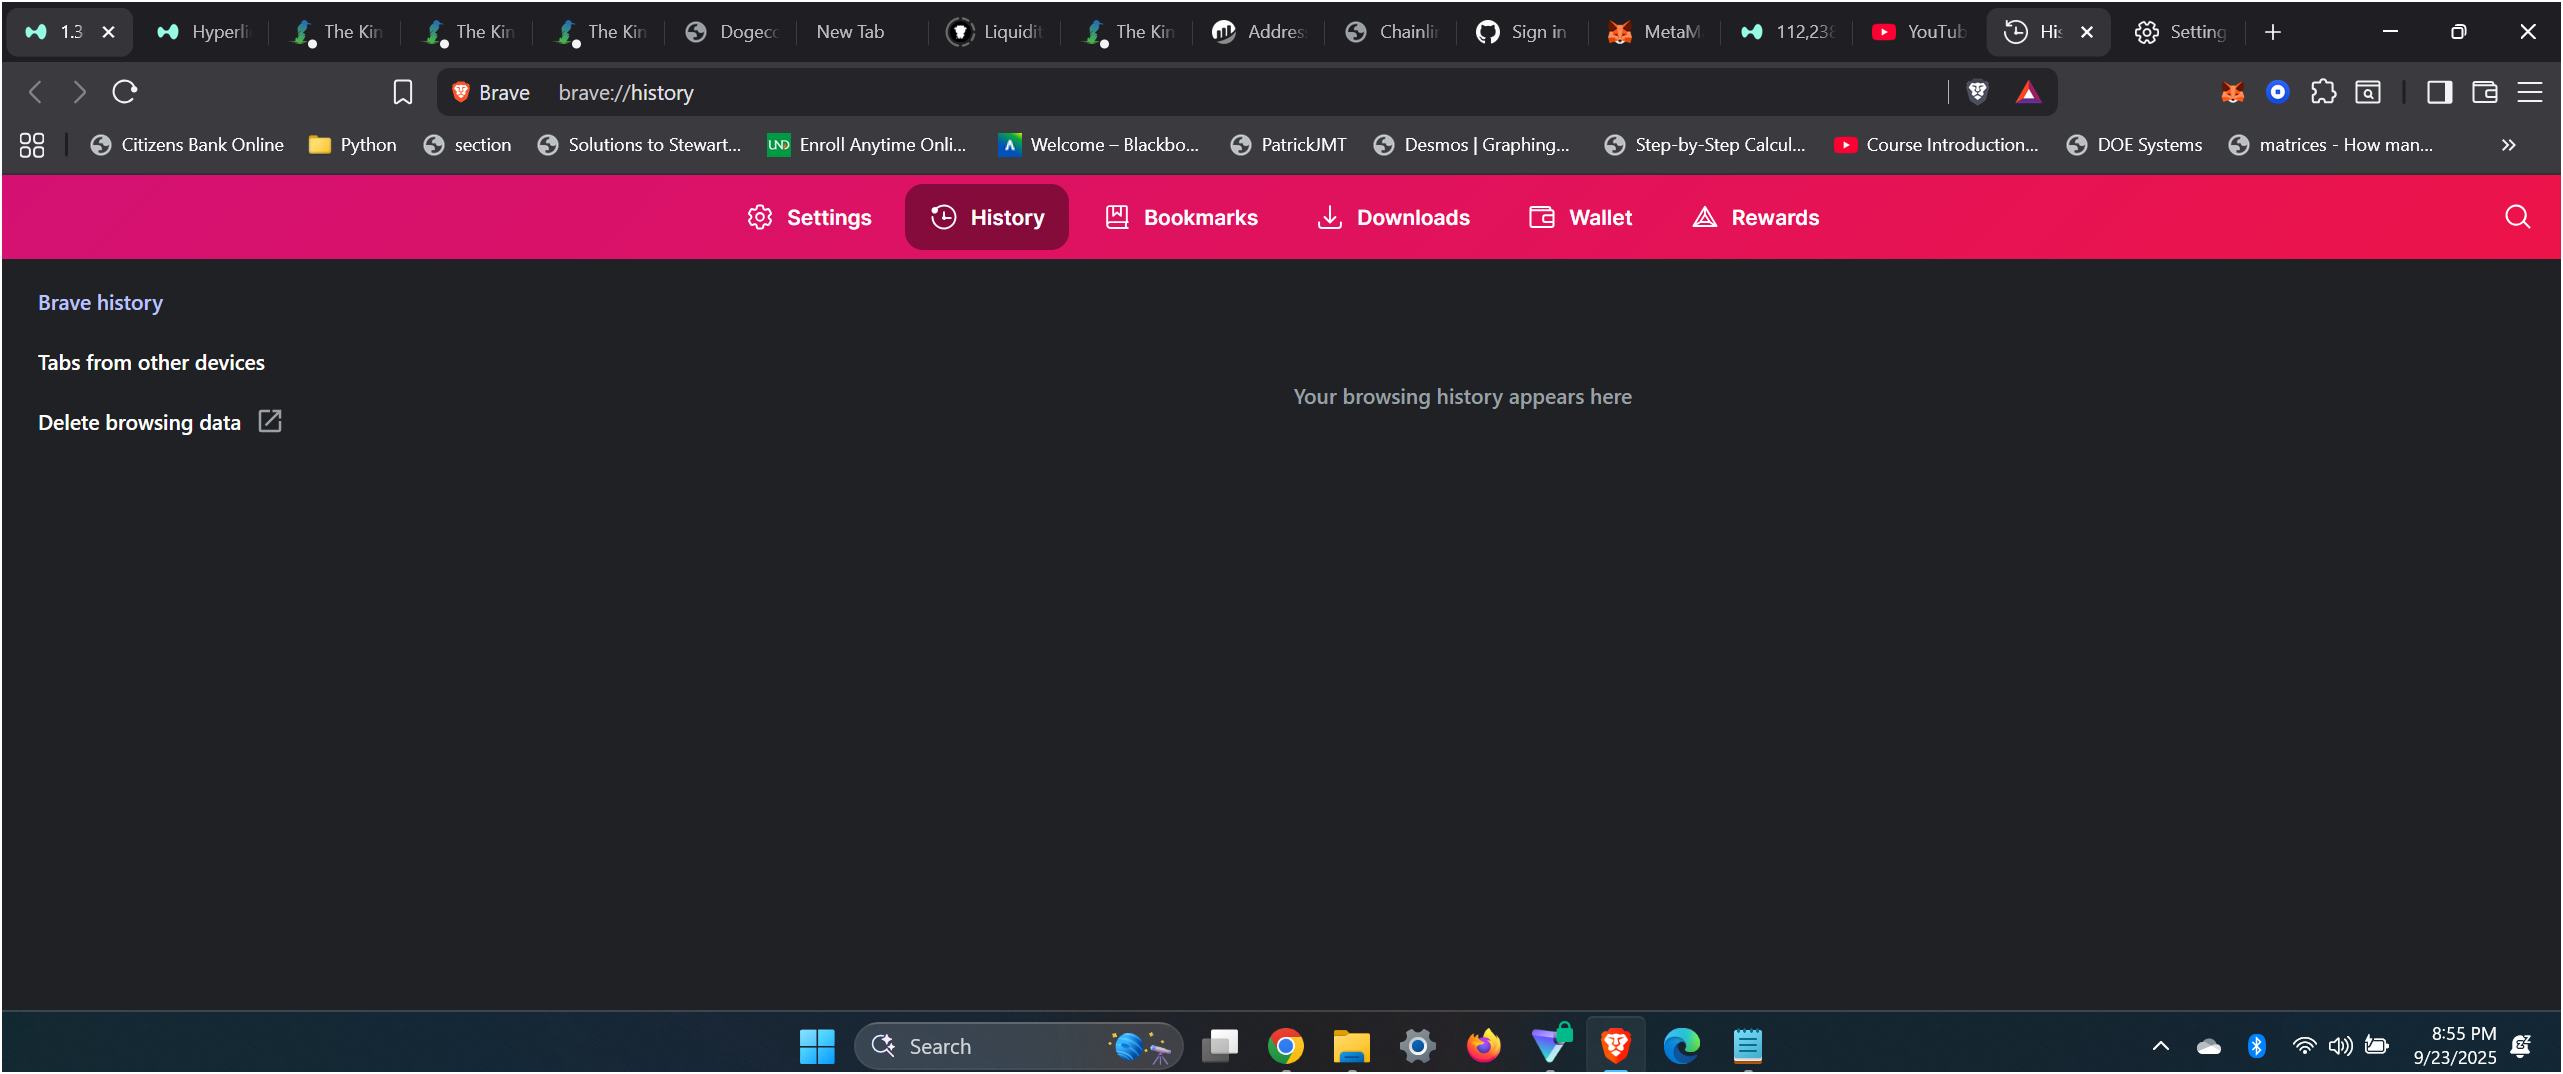 1.3 Hyperli The Kin The Kin The Kin Dogecc New Tab Liquidit The Kin Addres Chainlir Sign in MetaM 112,238 YouTub His Setting
Brave brave://history
Citizens Bank Online Python section Solutions to Stewart... UND Enroll Anytime Onli... Welcome – Blackbo... PatrickJMT Desmos | Graphing... Step-by-Step Calcul... Course Introduction... DOE Systems matrices - How man... »
Settings History Bookmarks Downloads Wallet Rewards
Brave history
Tabs from other devices
Your browsing history appears here
Delete browsing data
Search
8:55 PM
9/23/2025